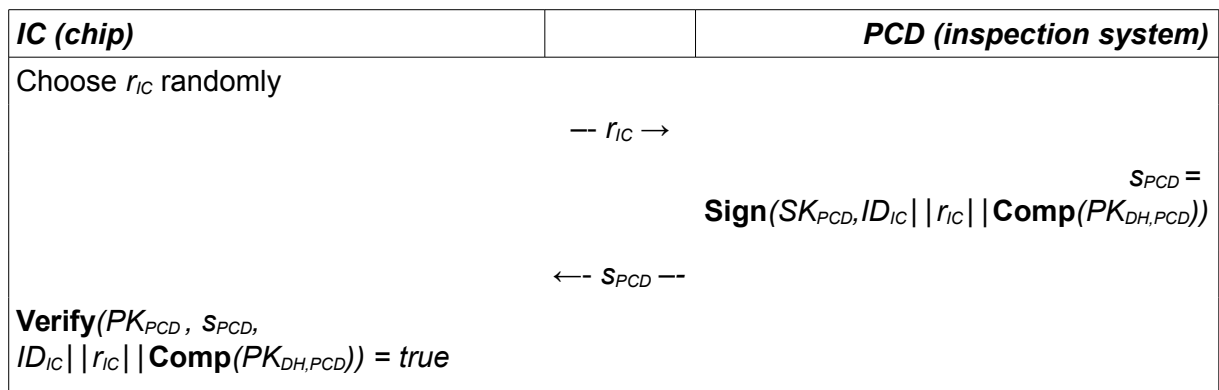 IC (chip) PCD (inspection system)
Choose rIC randomly
–- rIC →
sPCD =
Sign(SKPCD,IDIC||rIC||Comp(PKDH,PCD))
←- sPCD –-
Verify(PKPCD , sPCD,
IDIC||rIC||Comp(PKDH,PCD)) = true